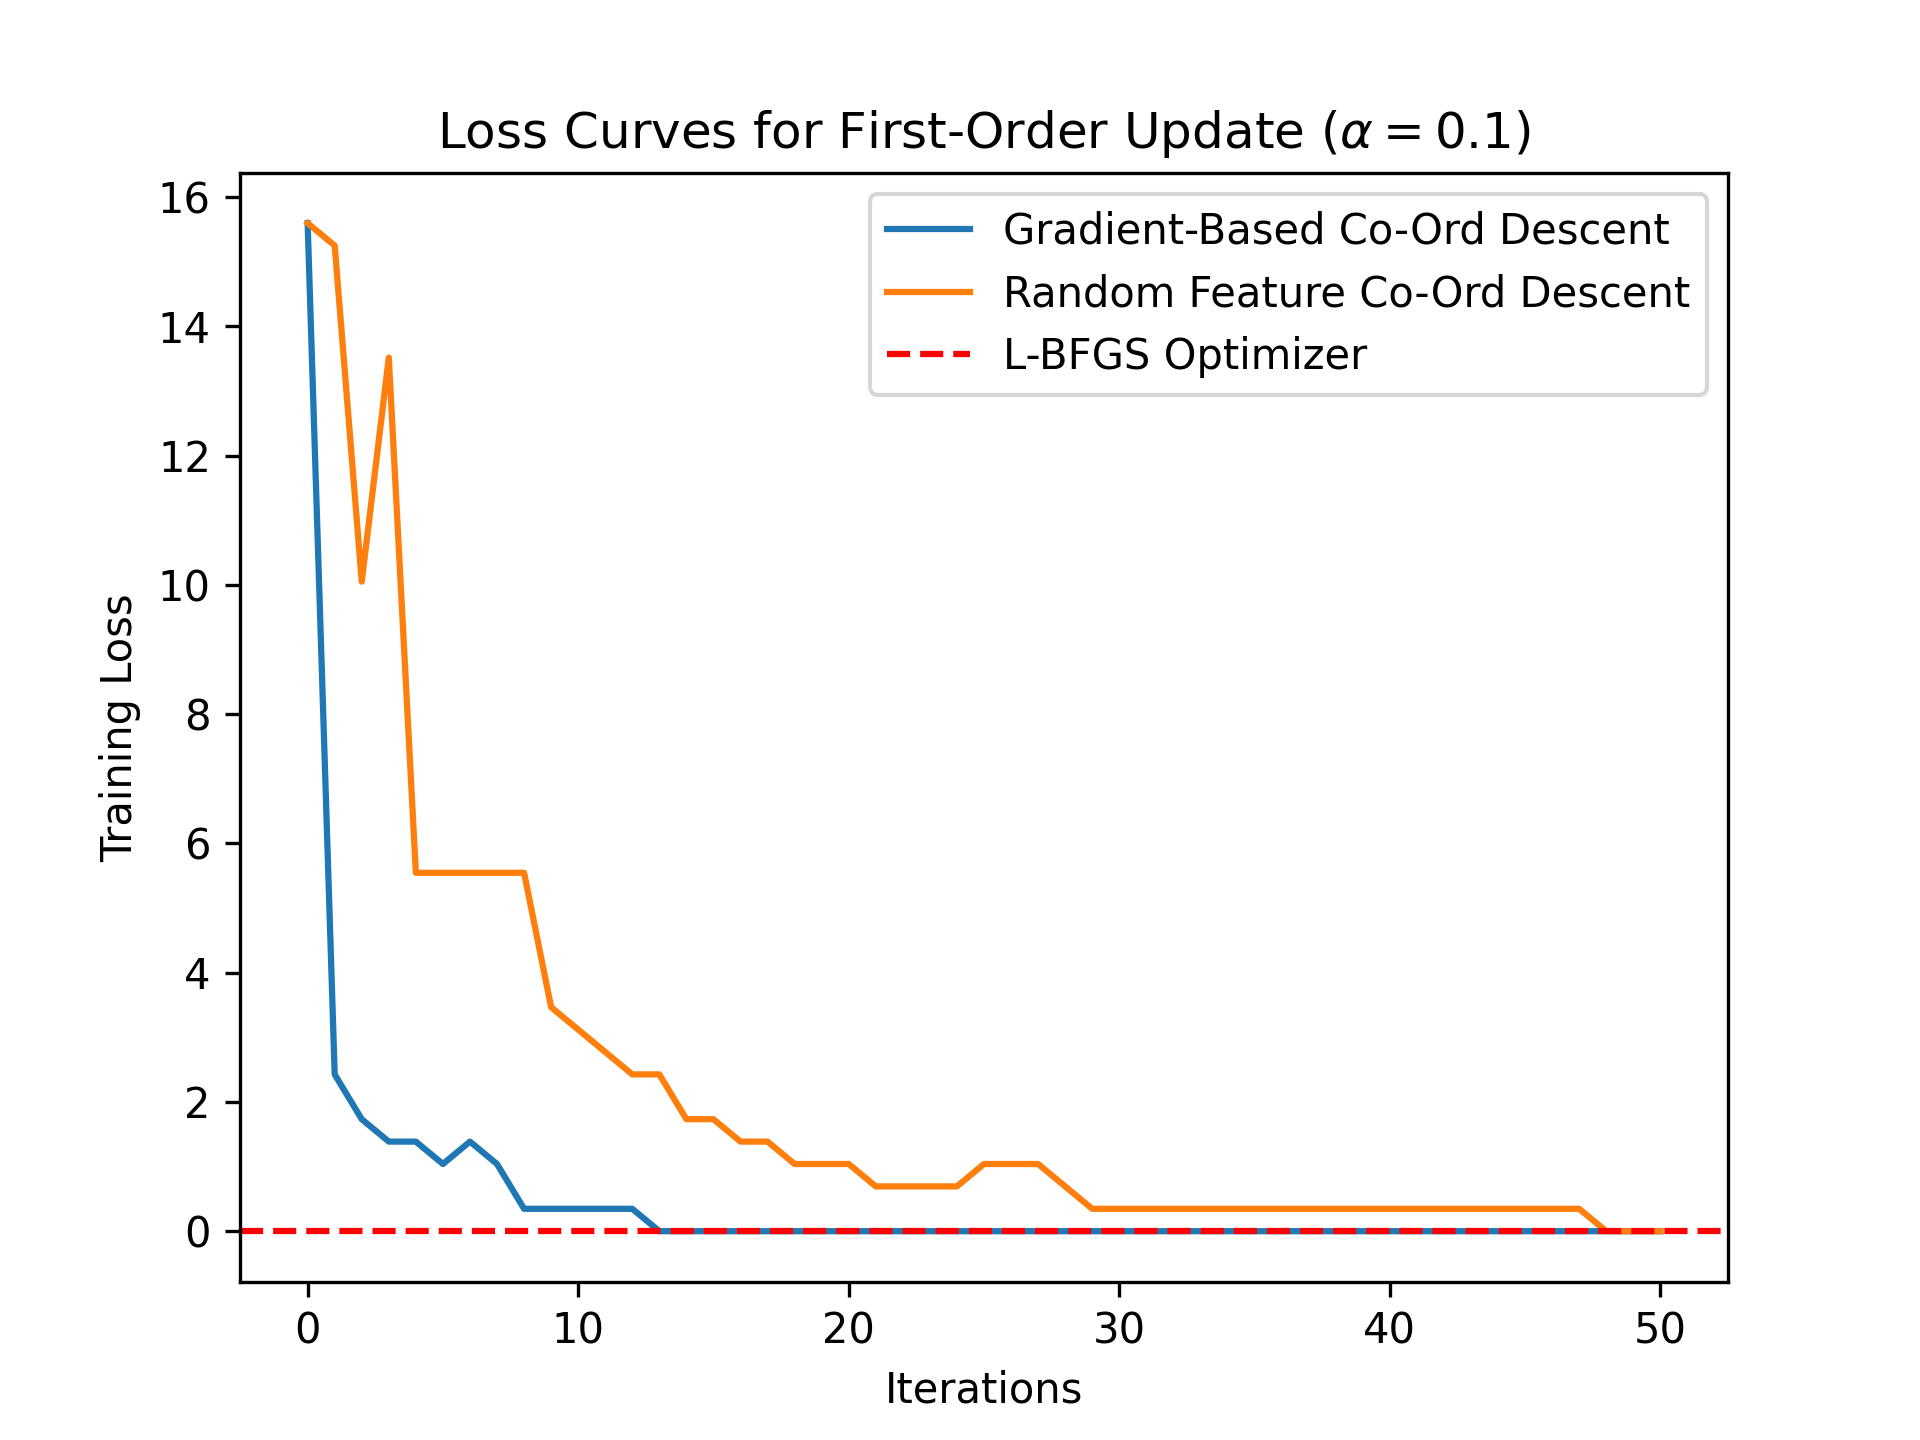 Loss Curves for First-Order Update (α = 0.1)
Gradient-Based Co-Ord Descent
Random Feature Co-Ord Descent
L-BFGS Optimizer
Training Loss
16
14
12
10
8
6
4
2
0
0 10 20 30 40 50
Iterations